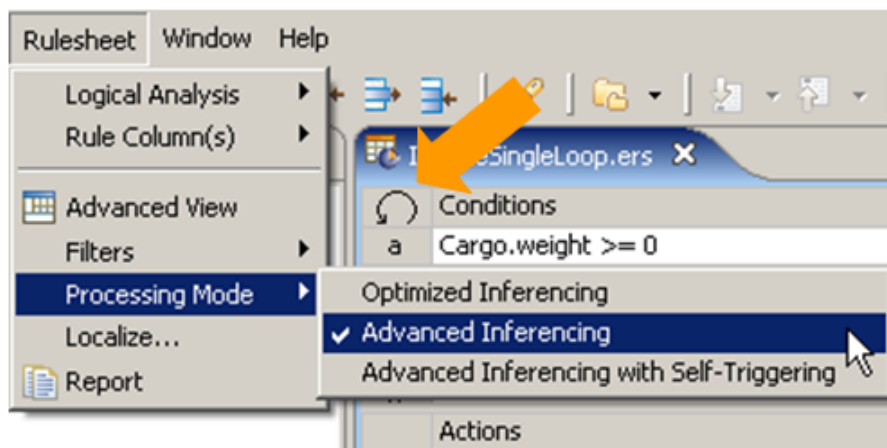 Rulesheet Window Help
Logical Analysis
Rule Column(s)
SingleLoop.ers
Advanced View
Conditions
Filters
a Cargo.weight >= 0
Processing Mode
Optimized Inferencing
Localize...
Advanced Inferencing
Report
Advanced Inferencing with Self-Triggering
Actions